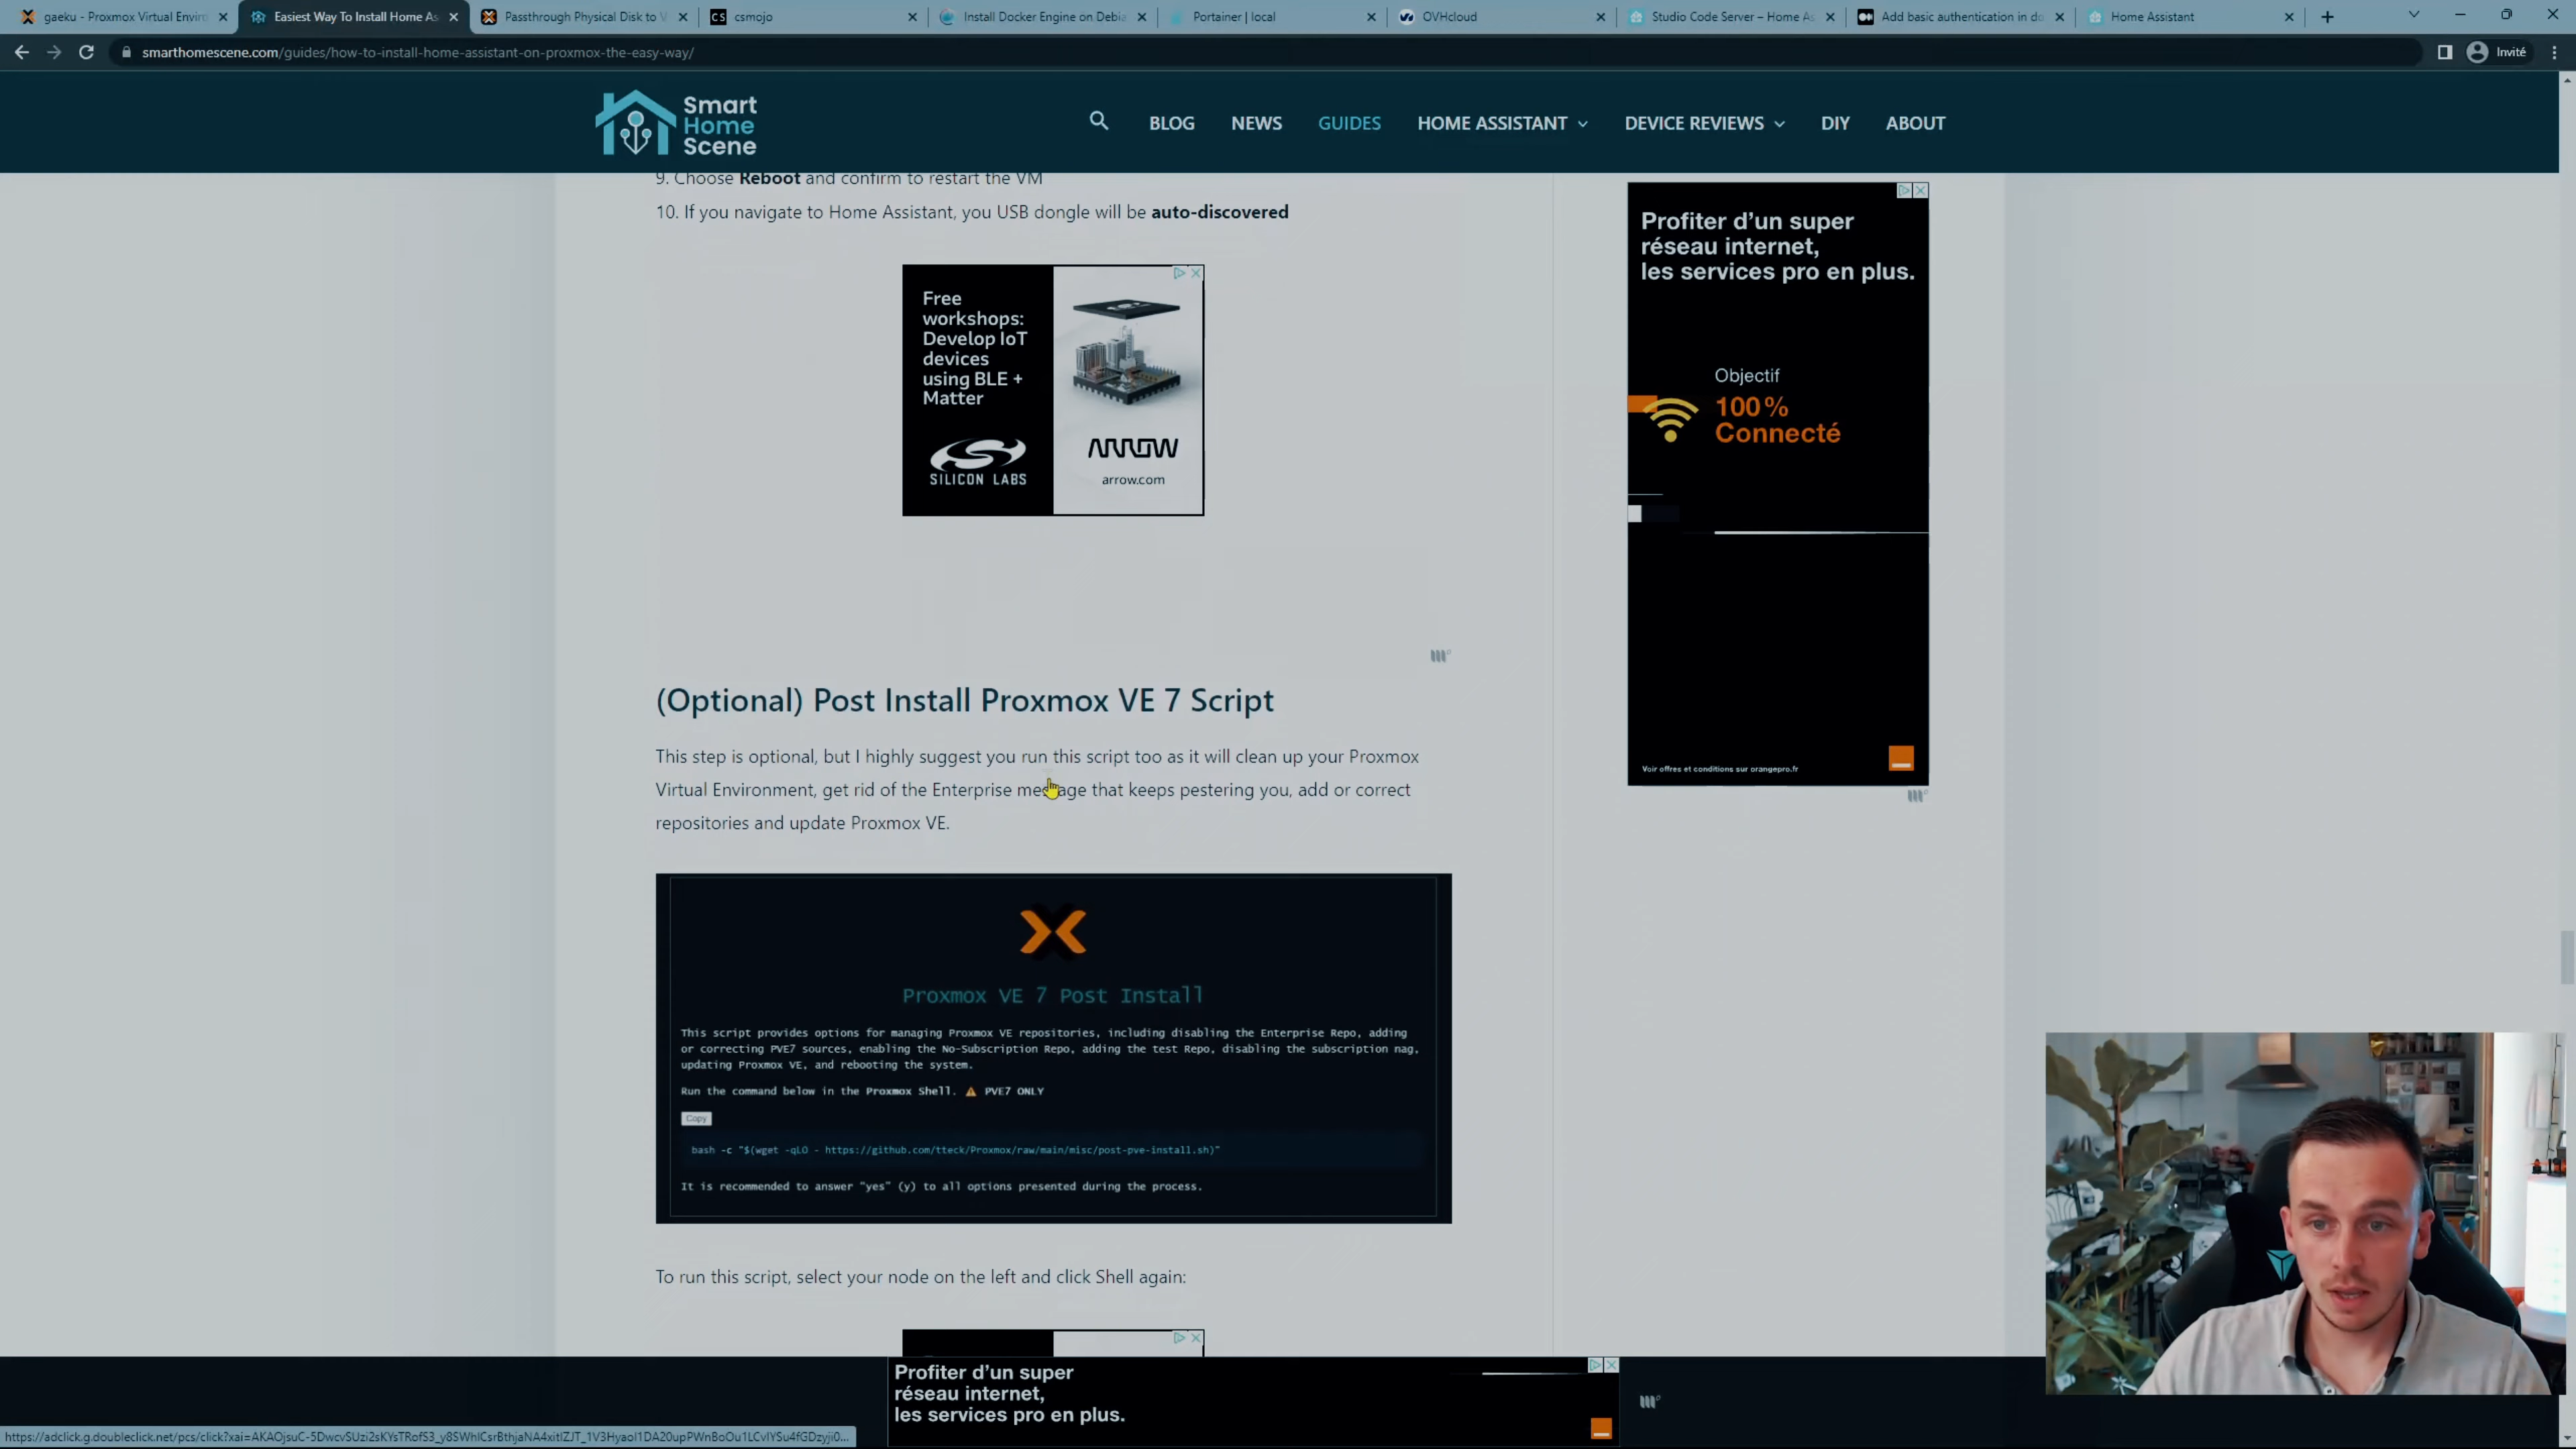 gaeku - Proxmox Virtual Enviro
Easiest Way To Install Home As
Passthrough Physical Disk to V
CS csmojo
Install Docker Engine on Debia
Portainer | local
OVHcloud
Studio Code Server – Home As
Add basic authentication in do
Home Assistant
smarthomescene.com/guides/how-to-install-home-assistant-on-proxmox-the-easy-way/
Invité
Smart
Home
Scene
BLOG
NEWS
GUIDES
HOME ASSISTANT
DEVICE REVIEWS
DIY
ABOUT
9. Choose Reboot and confirm to restart the VM
10. If you navigate to Home Assistant, you USB dongle will be auto-discovered
Free
workshops:
Develop IoT
devices
using BLE +
Matter
SILICON LABS
ARROW
arrow.com
Profiter d’un super
réseau internet,
les services pro en plus.
Objectif
100 %
Connecté
Voir offres et conditions sur orangepro.fr
(Optional) Post Install Proxmox VE 7 Script
This step is optional, but I highly suggest you run this script too as it will clean up your Proxmox
Virtual Environment, get rid of the Enterprise message that keeps pestering you, add or correct
repositories and update Proxmox VE.
Proxmox VE 7 Post Install
This script provides options for managing Proxmox VE repositories, including disabling the Enterprise Repo, adding
or correcting PVE7 sources, enabling the No-Subscription Repo, adding the test Repo, disabling the subscription nag,
updating Proxmox VE, and rebooting the system.
Run the command below in the Proxmox Shell. ⚠ PVE7 ONLY
Copy
bash -c "$(wget -qLO - https://github.com/tteck/Proxmox/raw/main/misc/post-pve-install.sh)"
It is recommended to answer "yes" (y) to all options presented during the process.
To run this script, select your node on the left and click Shell again:
Profiter d’un super
réseau internet,
les services pro en plus.